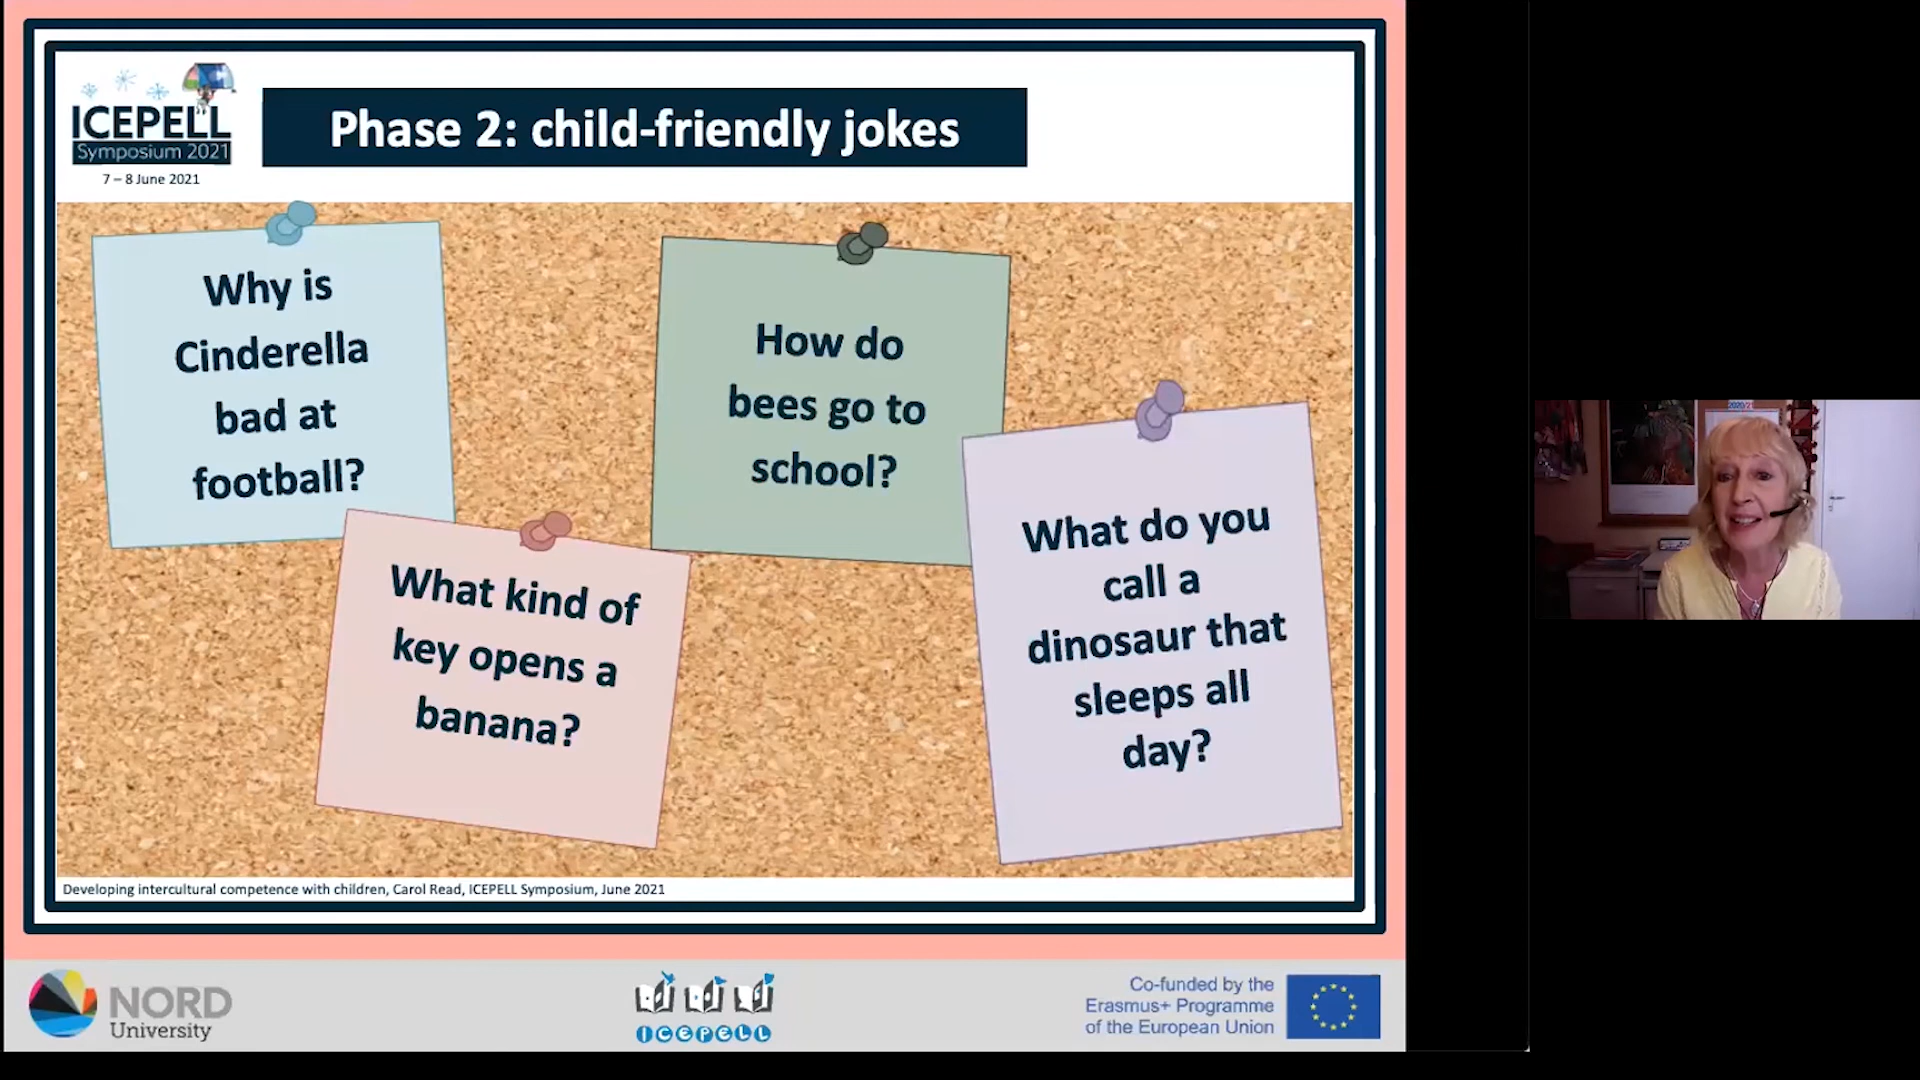 ICEPELL
Symposium 2021
7 – 8 June 2021
Phase 2: child-friendly jokes
Why is
Cinderella
bad at
football?
What kind of
key opens a
banana?
How do
bees go to
school?
What do you
call a
dinosaur that
sleeps all
day?
Developing intercultural competence with children, Carol Read, ICEPELL Symposium, June 2021
NORD
University
ICEPELL
Co-funded by the
Erasmus+ Programme
of the European Union
2020/21